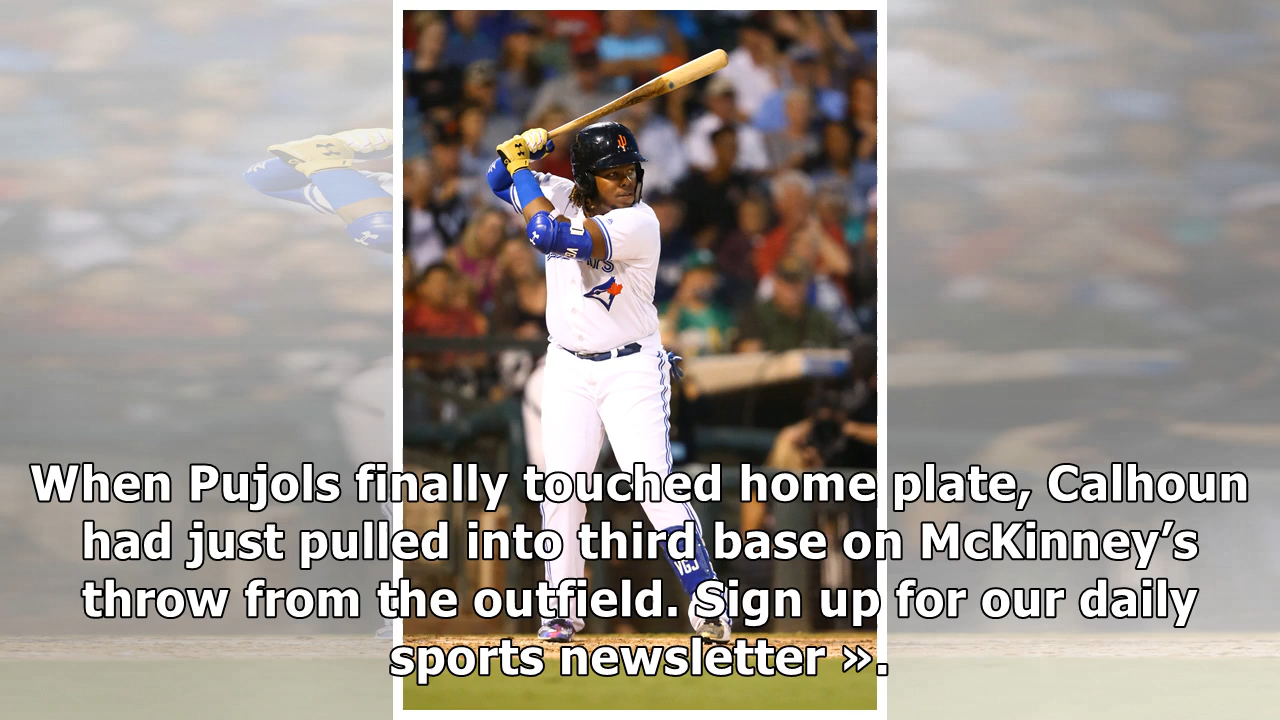 When Pujols finally touched home plate, Calhoun
had just pulled into third base on McKinney’s
throw from the outfield. Sign up for our daily
sports newsletter ».
VGJ